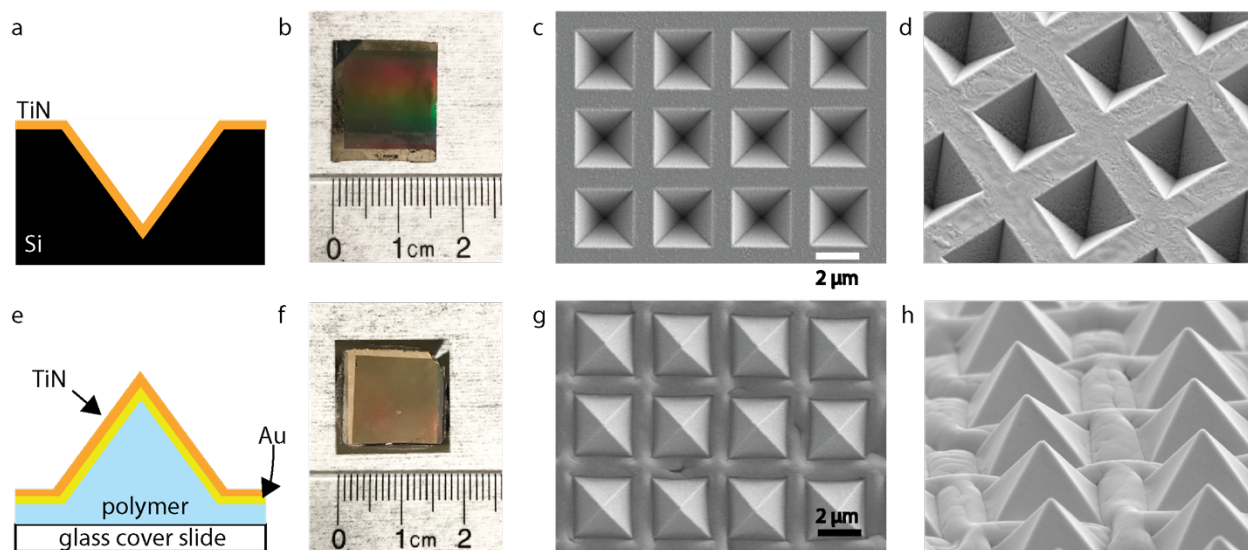 a
b
c
d
TiN
Si
0 1cm 2
2 µm
e
f
g
h
TiN
Au
polymer
glass cover slide
0 1cm 2
2 µm